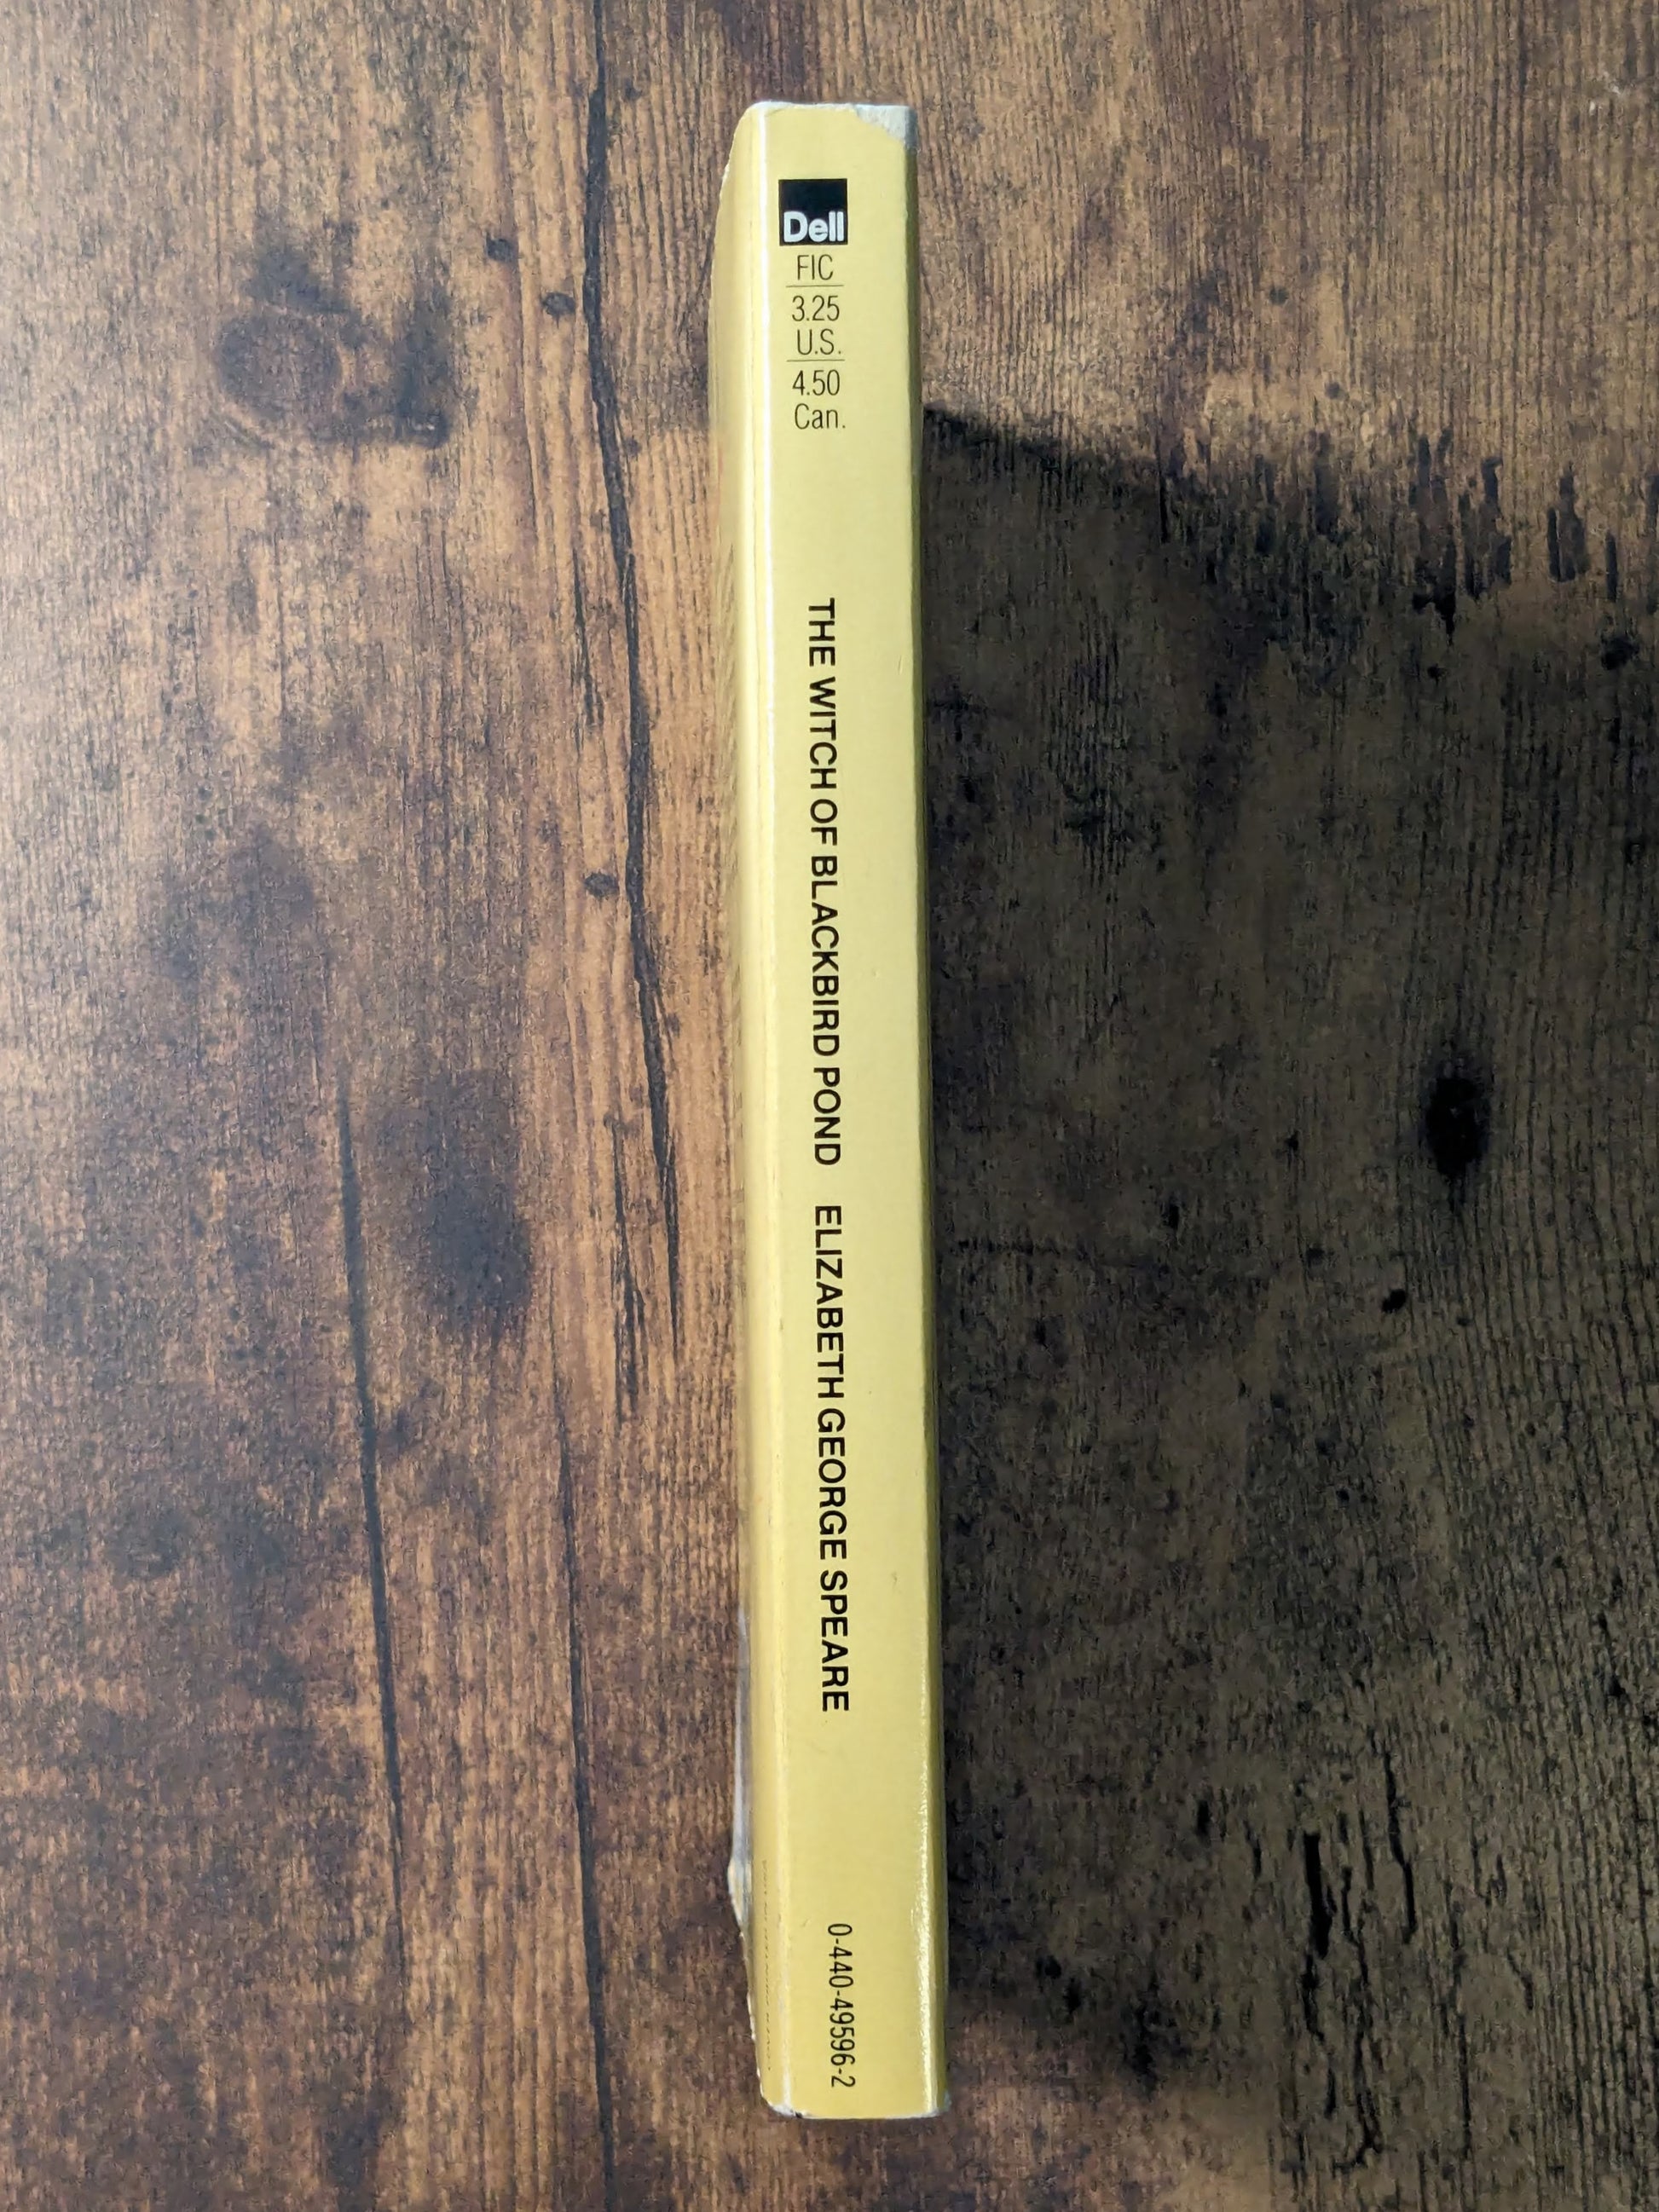 Dell
FIC
3.25
U.S.
4.50
Can.
THE WITCH OF BLACKBIRD POND ELIZABETH GEORGE SPEARE
0-440-49596-2